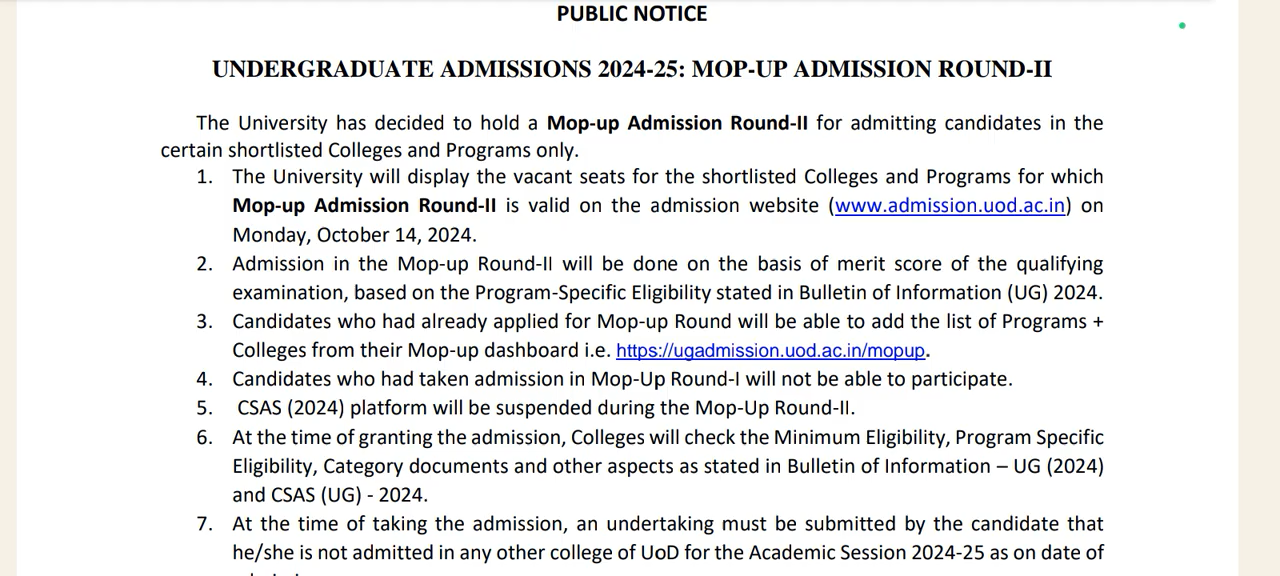 PUBLIC NOTICE
UNDERGRADUATE ADMISSIONS 2024-25: MOP-UP ADMISSION ROUND-II
The University has decided to hold a Mop-up Admission Round-II for admitting candidates in the
certain shortlisted Colleges and Programs only.
1. The University will display the vacant seats for the shortlisted Colleges and Programs for which
Mop-up Admission Round-II is valid on the admission website (www.admission.uod.ac.in) on
Monday, October 14, 2024.
2. Admission in the Mop-up Round-II will be done on the basis of merit score of the qualifying
examination, based on the Program-Specific Eligibility stated in Bulletin of Information (UG) 2024.
3. Candidates who had already applied for Mop-up Round will be able to add the list of Programs +
Colleges from their Mop-up dashboard i.e. https://ugadmission.uod.ac.in/mopup.
4. Candidates who had taken admission in Mop-Up Round-I will not be able to participate.
5. CSAS (2024) platform will be suspended during the Mop-Up Round-II.
6. At the time of granting the admission, Colleges will check the Minimum Eligibility, Program Specific
Eligibility, Category documents and other aspects as stated in Bulletin of Information – UG (2024)
and CSAS (UG) - 2024.
7. At the time of taking the admission, an undertaking must be submitted by the candidate that
he/she is not admitted in any other college of UoD for the Academic Session 2024-25 as on date of